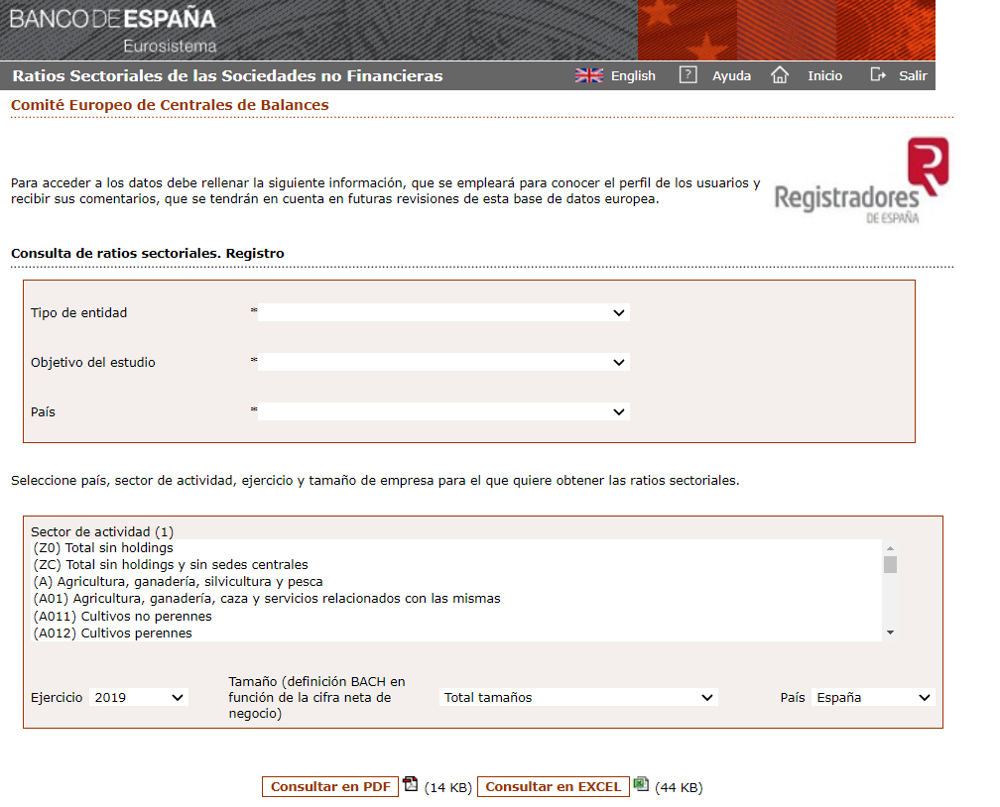 BANCO DE ESPAÑA
Eurosistema
Ratios Sectoriales de las Sociedades no Financieras
English ? Ayuda Inicio Salir
Comité Europeo de Centrales de Balances
Para acceder a los datos debe rellenar la siguiente información, que se empleará para conocer el perfil de los usuarios y
recibir sus comentarios, que se tendrán en cuenta en futuras revisiones de esta base de datos europea.
Registradores
DE ESPAÑA
Consulta de ratios sectoriales. Registro
Tipo de entidad *
Objetivo del estudio *
País *
Seleccione país, sector de actividad, ejercicio y tamaño de empresa para el que quiere obtener las ratios sectoriales.
Sector de actividad (1)
(Z0) Total sin holdings
(ZC) Total sin holdings y sin sedes centrales
(A) Agricultura, ganadería, silvicultura y pesca
(A01) Agricultura, ganadería, caza y servicios relacionados con las mismas
(A011) Cultivos no perennes
(A012) Cultivos perennes
Ejercicio 2019
Tamaño (definición BACH en
función de la cifra neta de
negocio)
Total tamaños
País España
Consultar en PDF (14 KB) Consultar en EXCEL (44 KB)